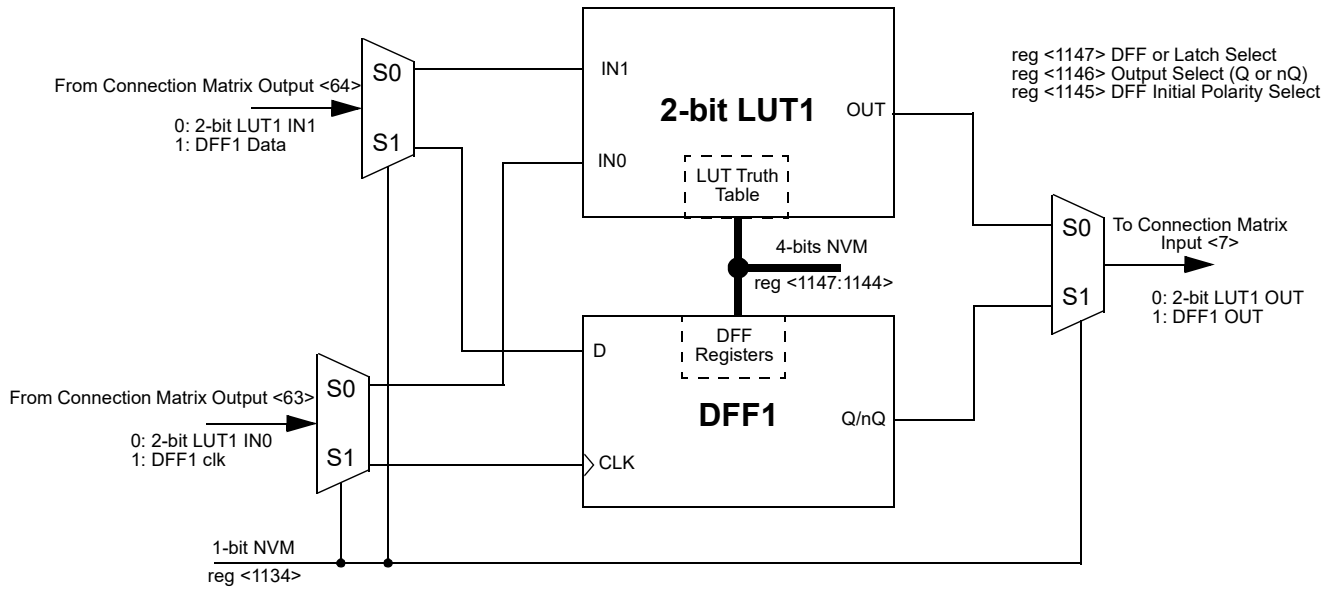 reg <1147> DFF or Latch Select
reg <1146> Output Select (Q or nQ)
reg <1145> DFF Initial Polarity Select
From Connection Matrix Output <64>
0: 2-bit LUT1 IN1
1: DFF1 Data
S0
S1
IN1
IN0
2-bit LUT1
OUT
LUT Truth
Table
4-bits NVM
reg <1147:1144>
S0
S1
To Connection Matrix
Input <7>
0: 2-bit LUT1 OUT
1: DFF1 OUT
From Connection Matrix Output <63>
0: 2-bit LUT1 IN0
1: DFF1 clk
S0
S1
D
CLK
DFF
Registers
DFF1
Q/nQ
1-bit NVM
reg <1134>